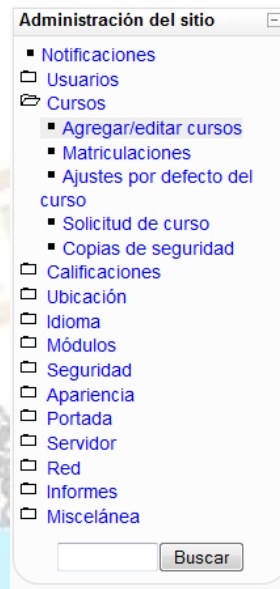 Administración del sitio
Notificaciones
Usuarios
Cursos
Agregar/editar cursos
Matriculaciones
Ajustes por defecto del
curso
Solicitud de curso
Copias de seguridad
Calificaciones
Ubicación
Idioma
Módulos
Seguridad
Apariencia
Portada
Servidor
Red
Informes
Miscelánea
Buscar